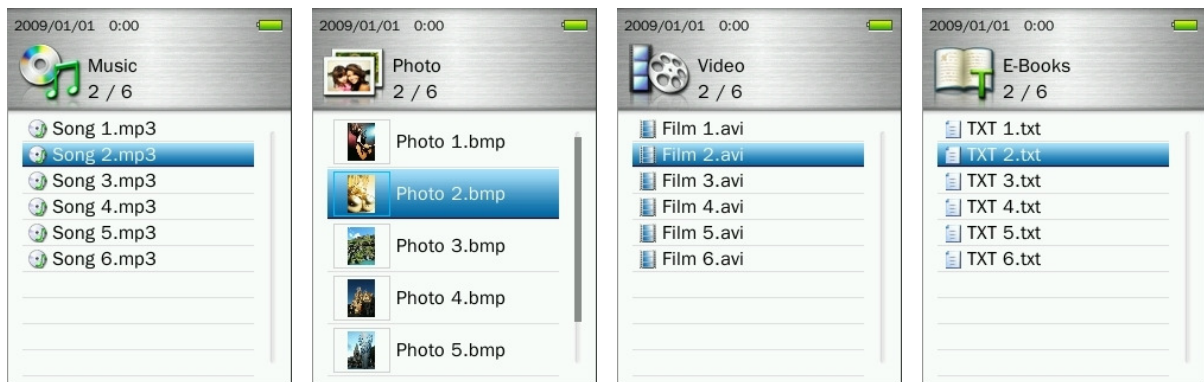 2009/01/01 0:00
Music
2 / 6
Song 1.mp3
Song 2.mp3
Song 3.mp3
Song 4.mp3
Song 5.mp3
Song 6.mp3
2009/01/01 0:00
Photo
2 / 6
Photo 1.bmp
Photo 2.bmp
Photo 3.bmp
Photo 4.bmp
Photo 5.bmp
2009/01/01 0:00
Video
2 / 6
Film 1.avi
Film 2.avi
Film 3.avi
Film 4.avi
Film 5.avi
Film 6.avi
2009/01/01 0:00
T
E-Books
2 / 6
TXT 1.txt
TXT 2.txt
TXT 3.txt
TXT 4.txt
TXT 5.txt
TXT 6.txt